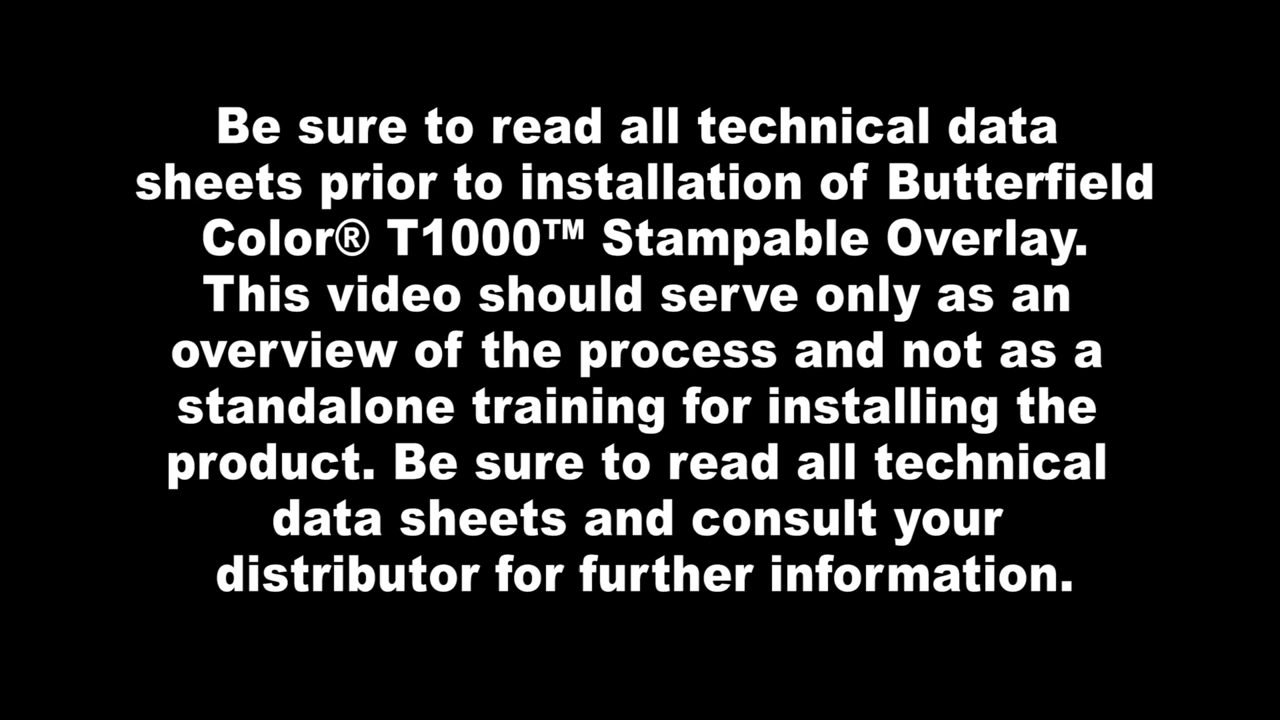 Be sure to read all technical data
sheets prior to installation of Butterfield
Color® T1000™ Stampable Overlay.
This video should serve only as an
overview of the process and not as a
standalone training for installing the
product. Be sure to read all technical
data sheets and consult your
distributor for further information.